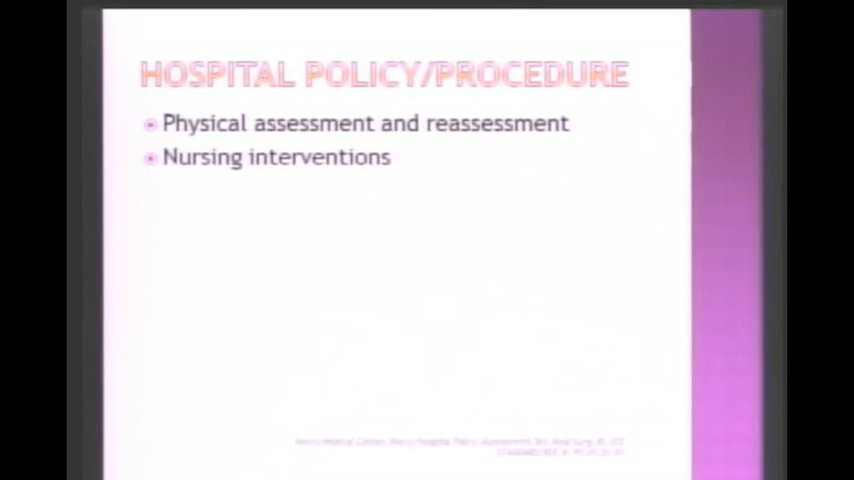 HOSPITAL POLICY/PROCEDURE
Physical assessment and reassessment
Nursing interventions